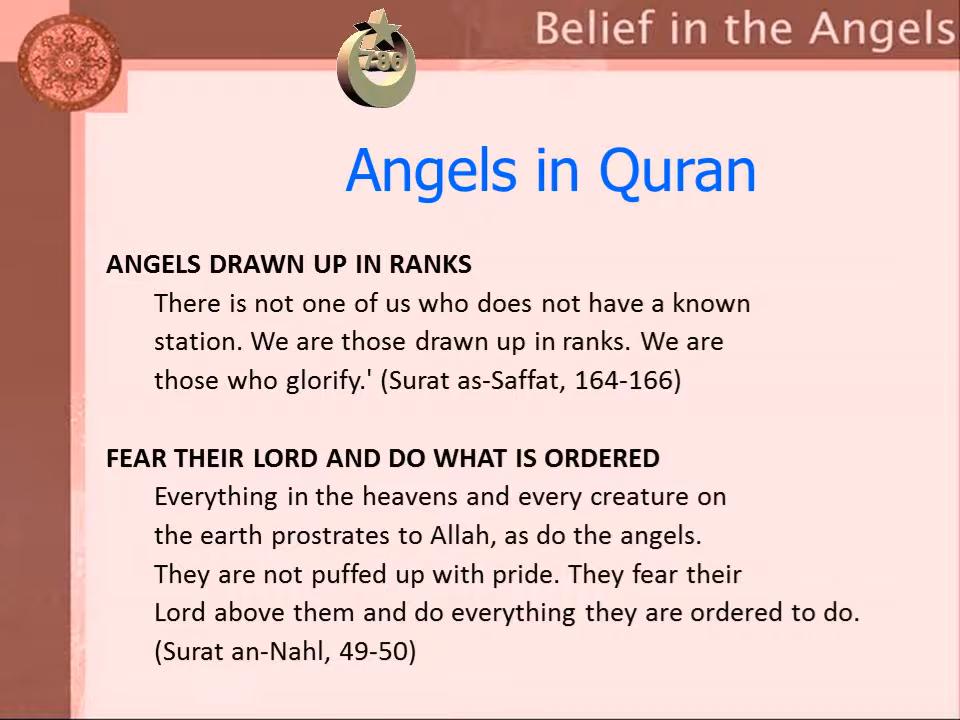 Belief in the Angels
786
Angels in Quran
ANGELS DRAWN UP IN RANKS
There is not one of us who does not have a known
station. We are those drawn up in ranks. We are
those who glorify.' (Surat as-Saffat, 164-166)
FEAR THEIR LORD AND DO WHAT IS ORDERED
Everything in the heavens and every creature on
the earth prostrates to Allah, as do the angels.
They are not puffed up with pride. They fear their
Lord above them and do everything they are ordered to do.
(Surat an-Nahl, 49-50)